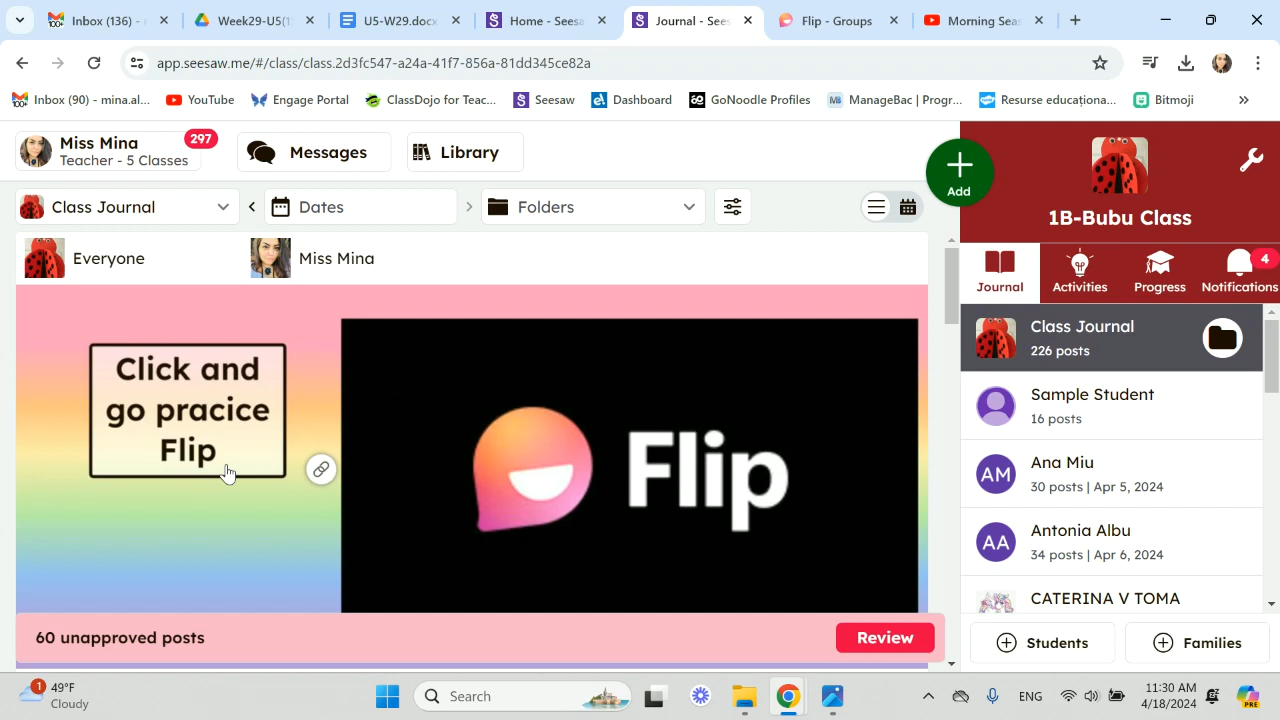 Inbox (136) -
Week29-U5(1
U5-W29.docx
Home - Sees
Journal - Sees
Flip - Groups
Morning Sea
app.seesaw.me/#/class/class.2d3fc547-a24a-41f7-856a-81dd345ce82a
Inbox (90) - mina.al...
YouTube
Engage Portal
ClassDojo for Teac...
Seesaw
Dashboard
GoNoodle Profiles
ManageBac | Progr...
Resurse educaționa...
Bitmoji
Miss Mina
297
Teacher - 5 Classes
Messages
Library
Class Journal
Dates
Folders
Add
1B-Bubu Class
Everyone
Miss Mina
Journal
Activities
Progress
Notifications
4
Click and
go pracice
Flip
Flip
Class Journal
226 posts
Sample Student
16 posts
AM
Ana Miu
30 posts | Apr 5, 2024
AA
Antonia Albu
34 posts | Apr 6, 2024
CATERINA V TOMA
60 unapproved posts
Review
Students
Families
1
49°F
Cloudy
Search
ENG
11:30 AM
4/18/2024
PRE